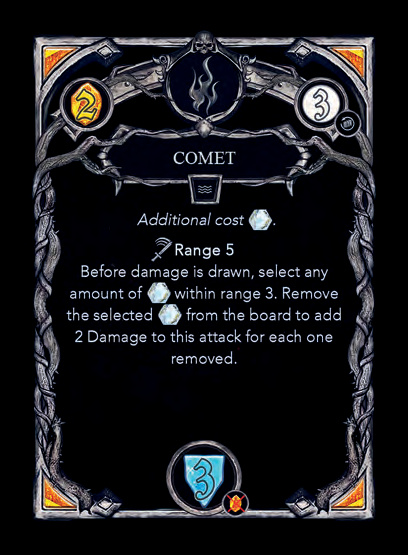 2
3
COMET
Additional cost .
Range 5
Before damage is drawn, select any
amount of within range 3. Remove
the selected from the board to add
2 Damage to this attack for each one
removed.
3